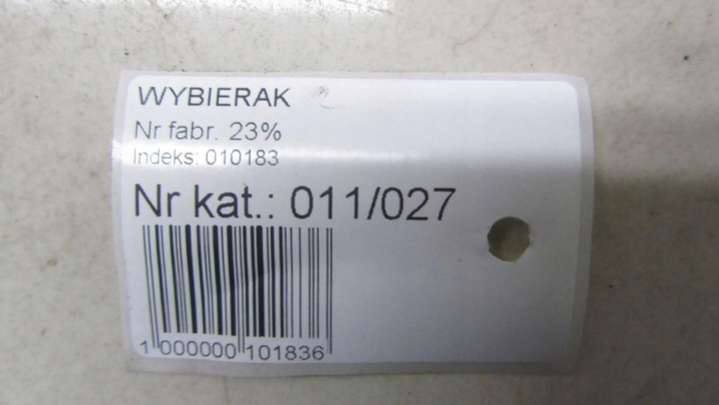 WYBIERAK
Nr fabr. 23%
Indeks: 010183
Nr kat.: 011/027
1 000000 101836